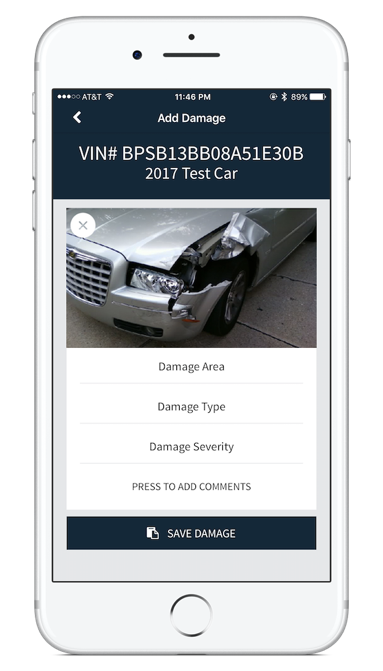 AT&T 11:46 PM 89%
Add Damage
VIN# BPSB13BB08A51E30B
2017 Test Car
Damage Area
Damage Type
Damage Severity
PRESS TO ADD COMMENTS
SAVE DAMAGE